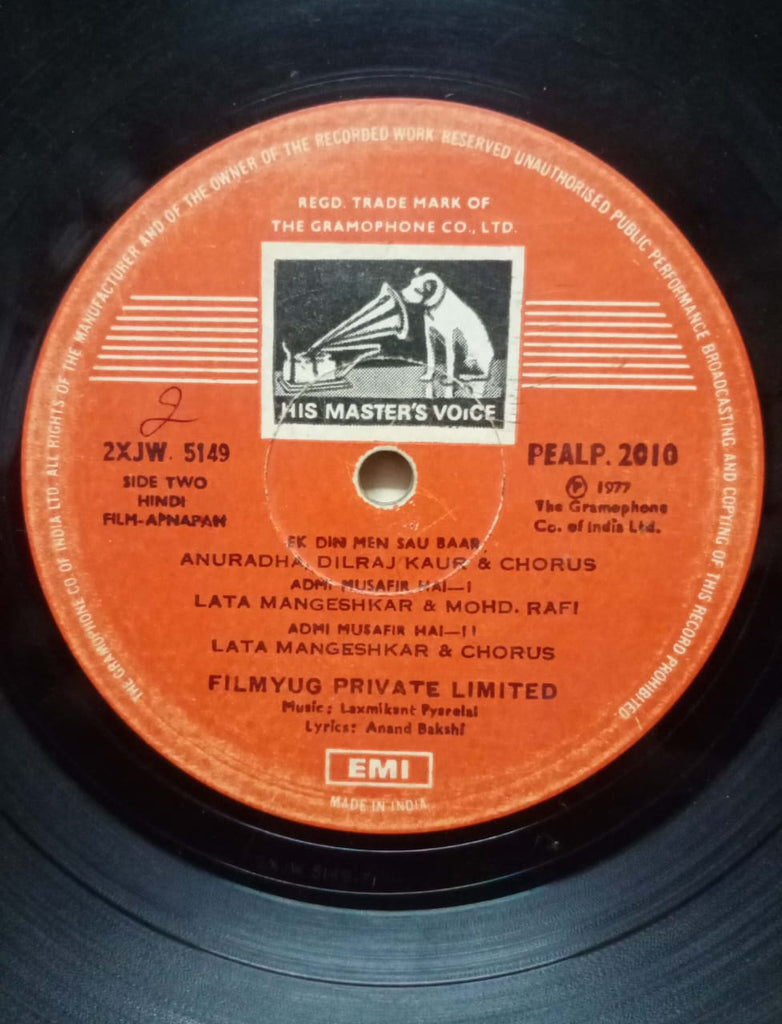 THE GRAMOPHONE CO OF INDIA LTD. ALL RIGHTS OF THE MANUFACTURER AND OF THE OWNER OF THE RECORDED WORK RESERVED UNAUTHORISED PUBLIC PERFORMANCE BROADCASTING AND COPYING OF THIS RECORD PROHIBITED.
REGD. TRADE MARK OF
THE GRAMOPHONE CO., LTD.
HIS MASTER'S VOICE
2
2XJW. 5149
SIDE TWO
HINDI
FILM-APNAPAN
PEALP. 2010
Ⓟ 1977
The Gramophone
Co. of India Ltd.
EK DIN MEN SAU BAAR
ANURADHA, DILRAJ KAUR & CHORUS
ADMI MUSAFIR HAI—I
LATA MANGESHKAR & MOHD. RAFI
ADMI MUSAFIR HAI—II
LATA MANGESHKAR & CHORUS
FILMYUG PRIVATE LIMITED
Music: Laxmikant Pyarelal
Lyrics: Anand Bakshi
EMI
MADE IN INDIA